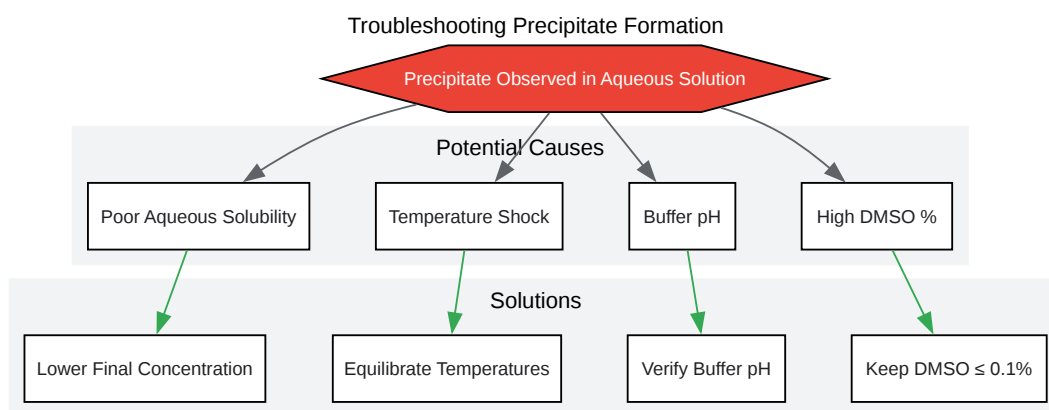 Troubleshooting Precipitate Formation
Precipitate Observed in Aqueous Solution
Potential Causes
Poor Aqueous Solubility
Temperature Shock
Buffer pH
High DMSO %
Solutions
Lower Final Concentration
Equilibrate Temperatures
Verify Buffer pH
Keep DMSO ≤ 0.1%